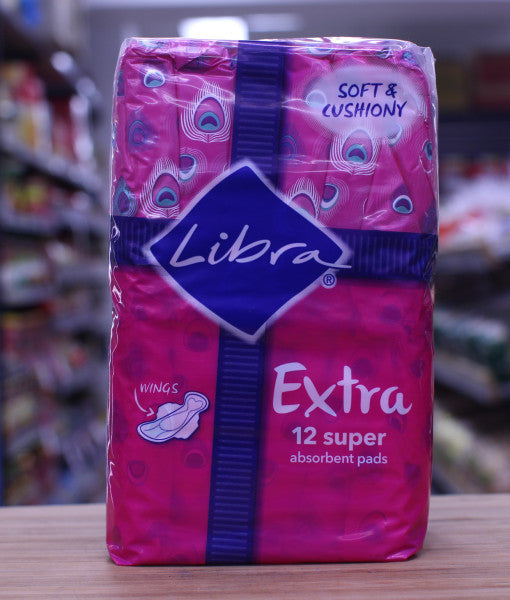 SOFT &
CUSHIONY
Libra®
WINGS
Extra
12 super
absorbent pads